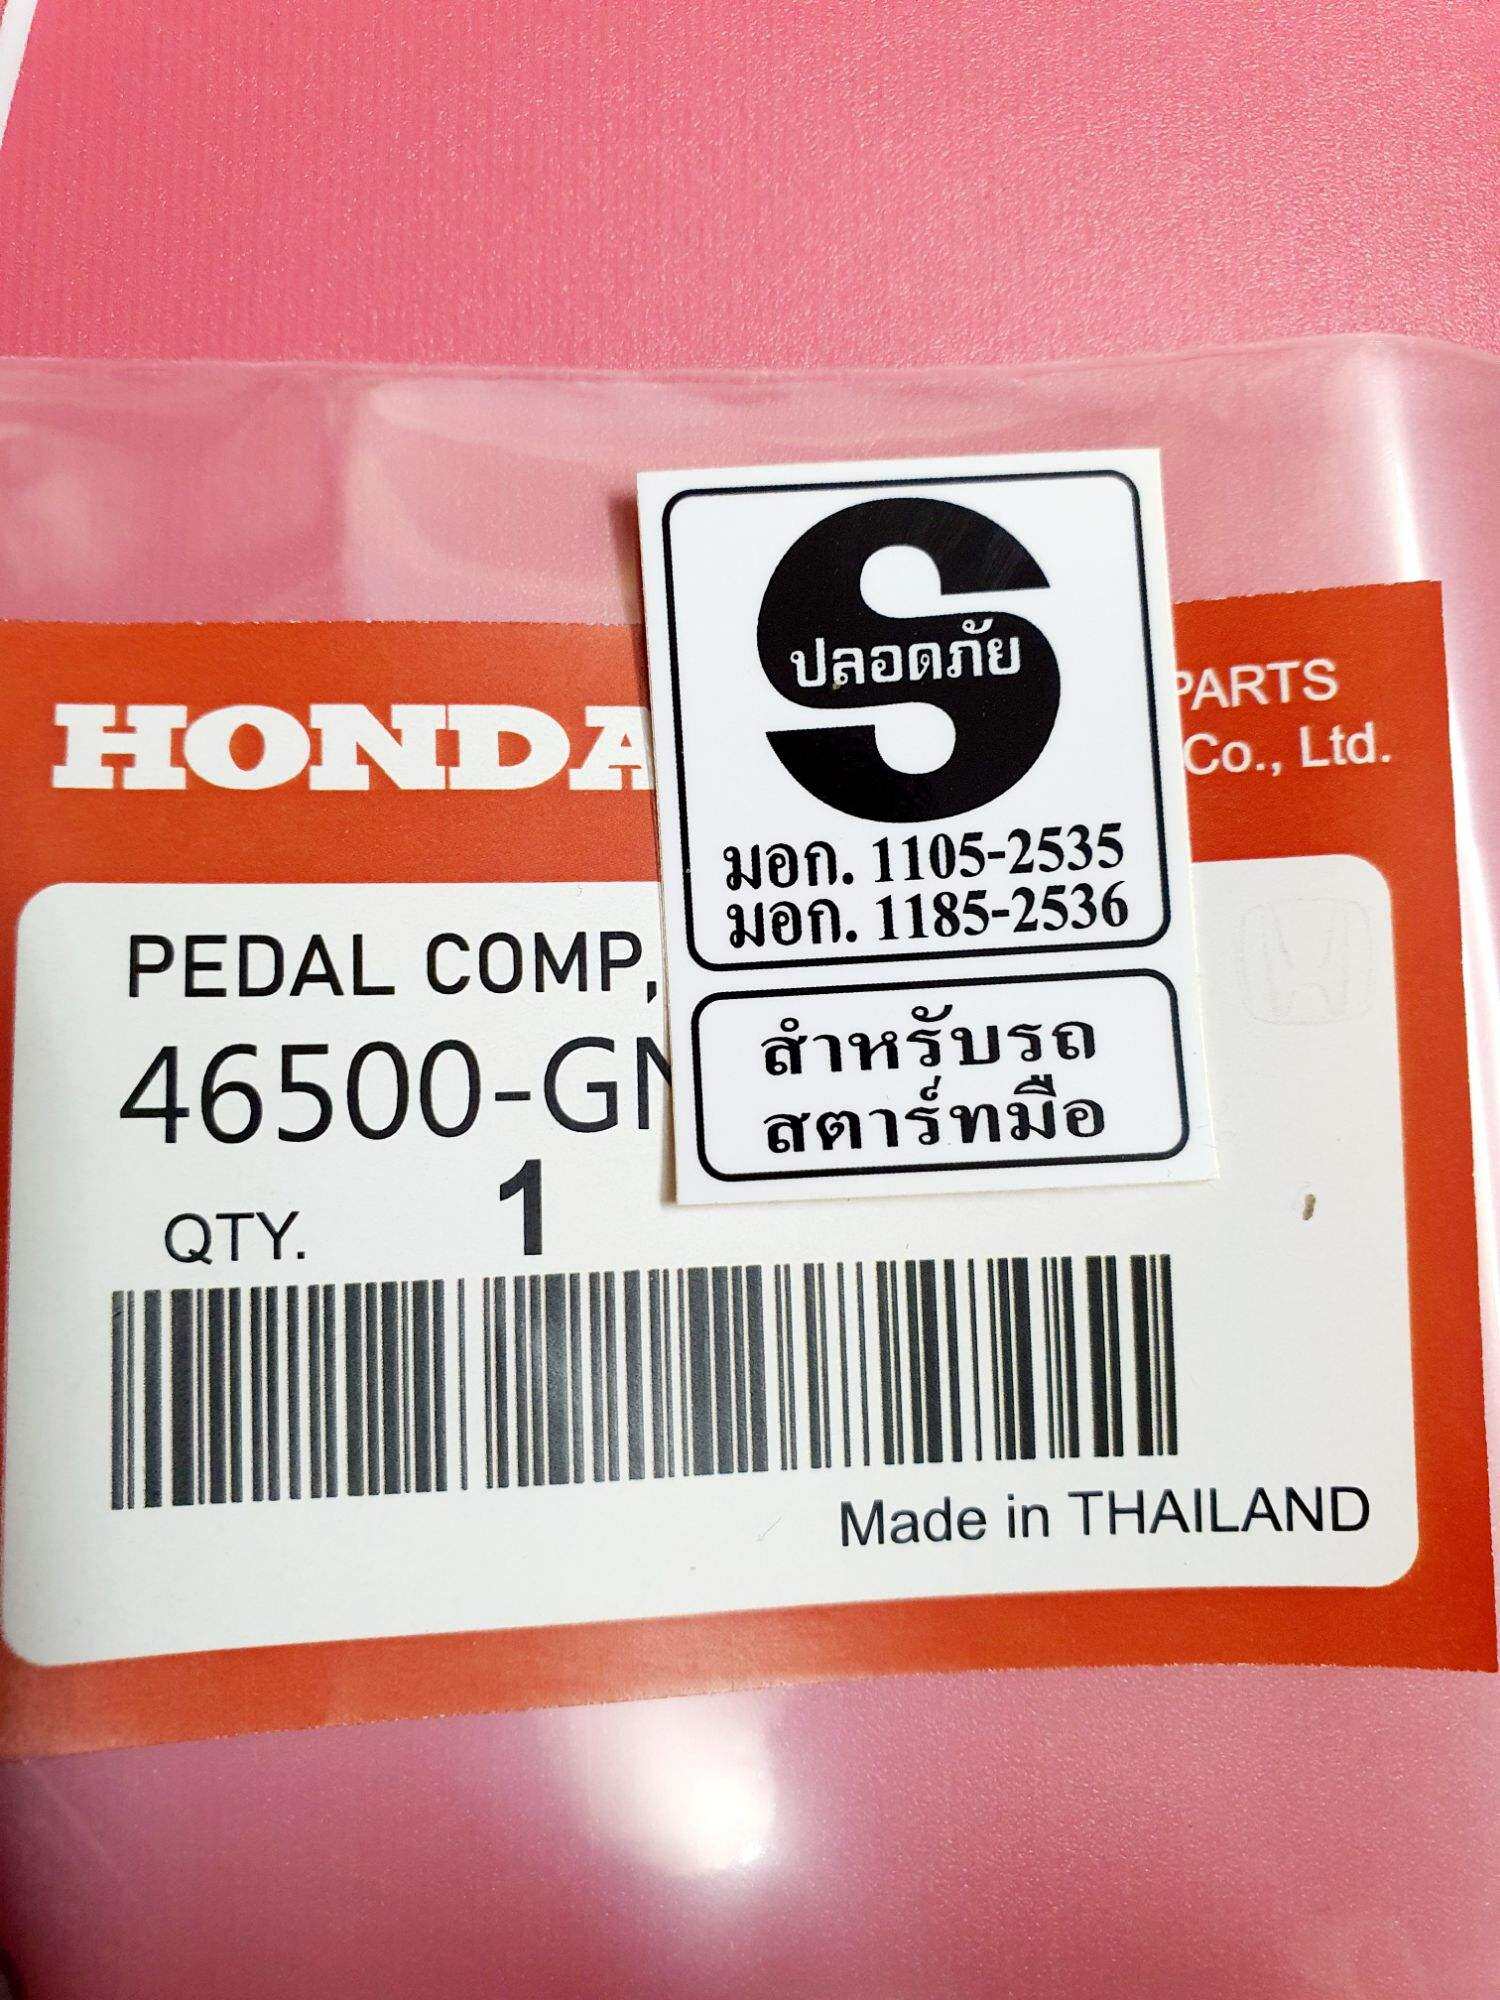 HONDA
PARTS
Co., Ltd.
S
ปลอดภัย
มอก. 1105-2535
มอก. 1185-2536
สำหรับรถ
สตาร์ทมือ
PEDAL COMP,
46500-GN
QTY. 1
Made in THAILAND